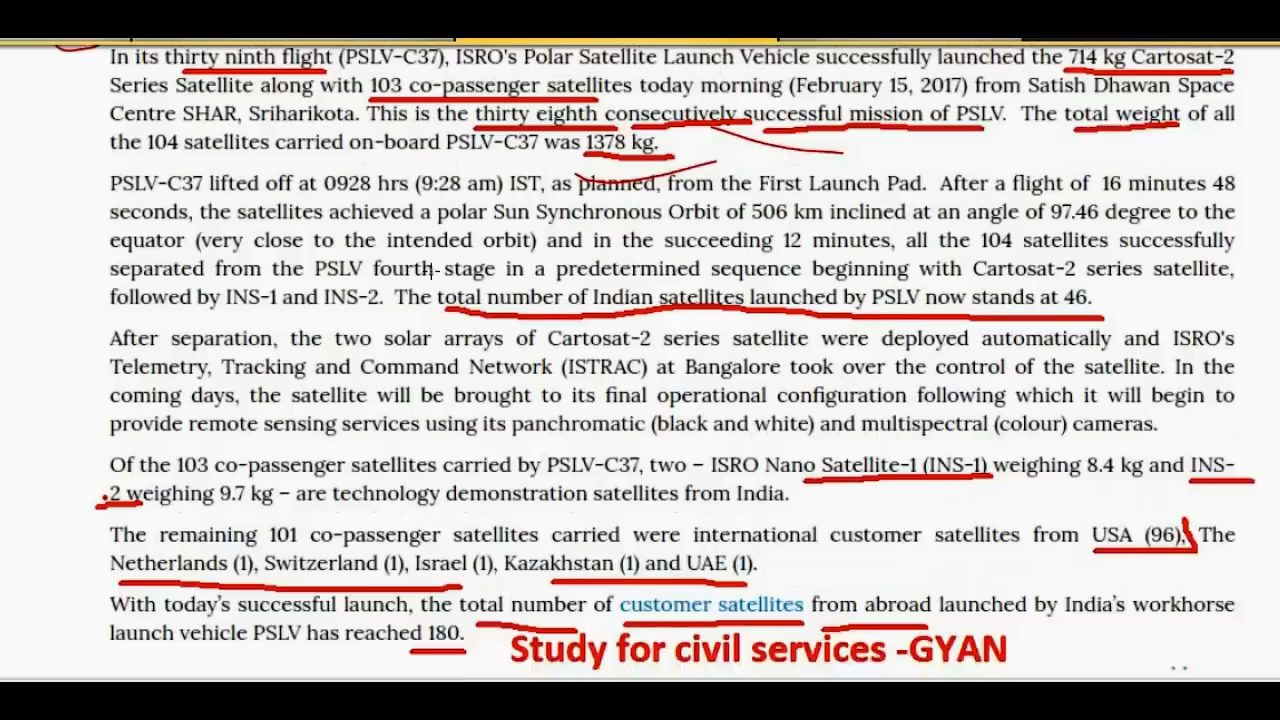 In its thirty ninth flight (PSLV-C37), ISRO's Polar Satellite Launch Vehicle successfully launched the 714 kg Cartosat-2
Series Satellite along with 103 co-passenger satellites today morning (February 15, 2017) from Satish Dhawan Space
Centre SHAR, Sriharikota. This is the thirty eighth consecutively successful mission of PSLV. The total weight of all
the 104 satellites carried on-board PSLV-C37 was 1378 kg.
PSLV-C37 lifted off at 0928 hrs (9:28 am) IST, as planned, from the First Launch Pad. After a flight of 16 minutes 48
seconds, the satellites achieved a polar Sun Synchronous Orbit of 506 km inclined at an angle of 97.46 degree to the
equator (very close to the intended orbit) and in the succeeding 12 minutes, all the 104 satellites successfully
separated from the PSLV fourth stage in a predetermined sequence beginning with Cartosat-2 series satellite,
followed by INS-1 and INS-2. The total number of Indian satellites launched by PSLV now stands at 46.
After separation, the two solar arrays of Cartosat-2 series satellite were deployed automatically and ISRO's
Telemetry, Tracking and Command Network (ISTRAC) at Bangalore took over the control of the satellite. In the
coming days, the satellite will be brought to its final operational configuration following which it will begin to
provide remote sensing services using its panchromatic (black and white) and multispectral (colour) cameras.
Of the 103 co-passenger satellites carried by PSLV-C37, two – ISRO Nano Satellite-1 (INS-1) weighing 8.4 kg and INS-
2 weighing 9.7 kg – are technology demonstration satellites from India.
The remaining 101 co-passenger satellites carried were international customer satellites from USA (96), The
Netherlands (1), Switzerland (1), Israel (1), Kazakhstan (1) and UAE (1).
With today's successful launch, the total number of customer satellites from abroad launched by India's workhorse
launch vehicle PSLV has reached 180.
Study for civil services -GYAN